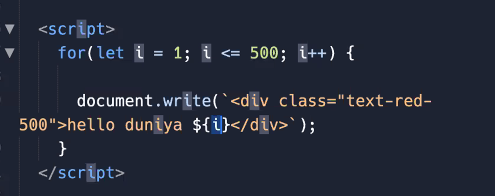 <script>
for(let i = 1; i <= 500; i++) {
document.write(`<div class="text-red-
500">hello duniya ${i}</div>`);
}
</script>